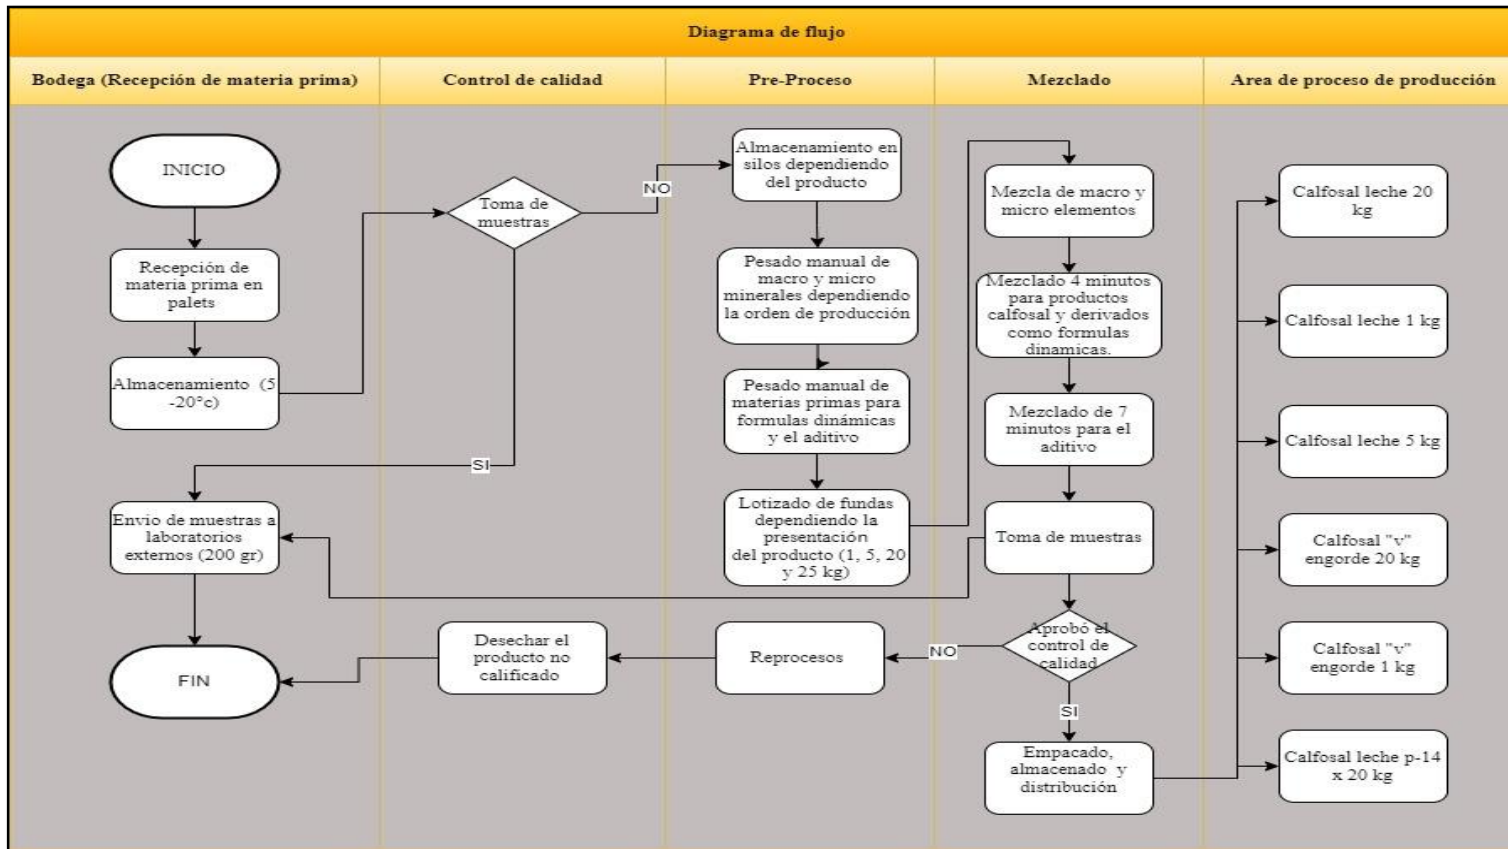 Diagrama de flujo
Bodega (Recepción de materia prima)
Control de calidad
Pre-Proceso
Mezclado
Area de proceso de producción
INICIO
Recepción de
materia prima en
palets
Almacenamiento (5
-20°c)
Envio de muestras a
laboratorios
externos (200 gr)
FIN
Toma de
muestras
NO
SI
Desechar el
producto no
calificado
Almacenamiento en
silos dependiendo
del producto
Pesado manual de
macro y micro
minerales dependiendo
la orden de producción
Pesado manual de
materias primas para
formulas dinámicas
y el aditivo
Lotizado de fundas
dependiendo la
presentación
del producto (1, 5, 20
y 25 kg)
Reprocesos
Mezcla de macro y
micro elementos
Mezclado 4 minutos
para productos
calfosal y derivados
como formulas
dinamicas.
Mezclado de 7
minutos para el
aditivo
Toma de muestras
Aprobó el
control de
calidad
NO
SI
Empacado,
almacenado y
distribución
Calfosal leche 20
kg
Calfosal leche 1 kg
Calfosal leche 5 kg
Calfosal "v"
engorde 20 kg
Calfosal "v"
engorde 1 kg
Calfosal leche p-14
x 20 kg